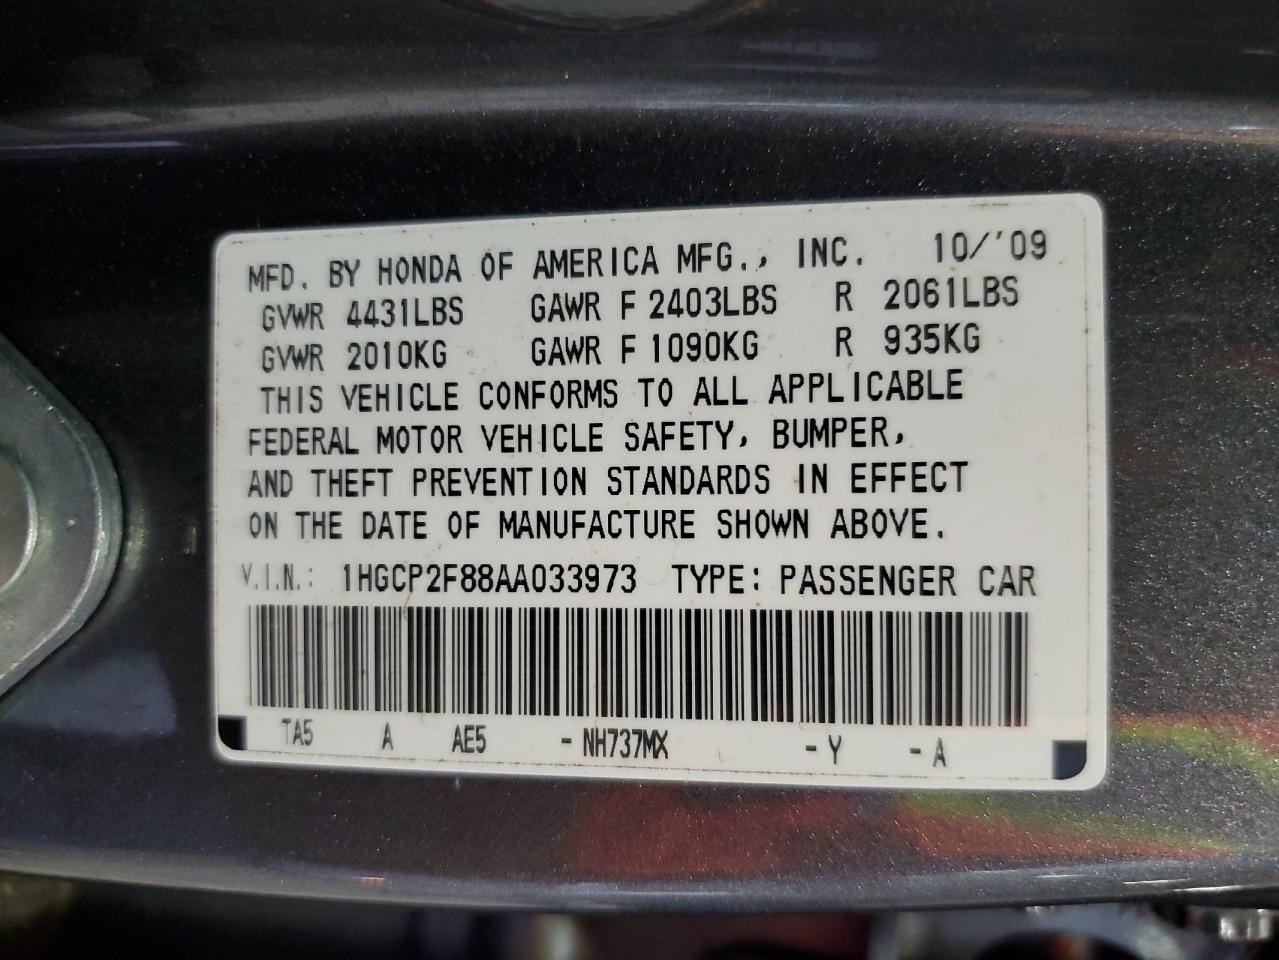 MFD. BY HONDA OF AMERICA MFG., INC. 10/'09
GVWR 4431LBS GAWR F 2403LBS R 2061LBS
GVWR 2010KG GAWR F 1090KG R 935KG
THIS VEHICLE CONFORMS TO ALL APPLICABLE
FEDERAL MOTOR VEHICLE SAFETY, BUMPER,
AND THEFT PREVENTION STANDARDS IN EFFECT
ON THE DATE OF MANUFACTURE SHOWN ABOVE.
V.I.N.: 1HGCP2F88AA033973 TYPE: PASSENGER CAR
TA5 A AE5 -NH737MX -Y -A